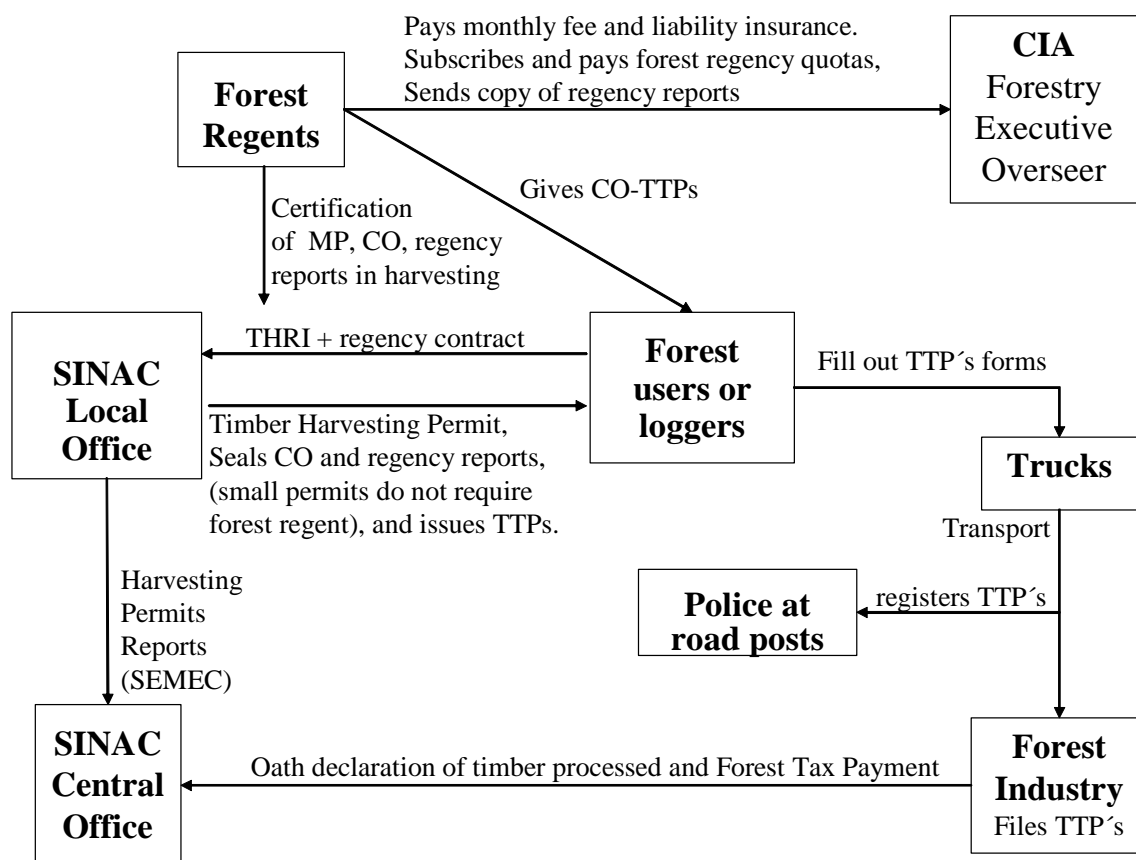 Pays monthly fee and liability insurance.
Subscribes and pays forest regency quotas,
Sends copy of regency reports
CIA
Forestry
Executive
Overseer
Forest
Regents
Gives CO-TTPs
Certification
of MP, CO, regency
reports in harvesting
THRI + regency contract
SINAC
Local
Office
Forest
users or
loggers
Fill out TTP´s forms
Timber Harvesting Permit,
Seals CO and regency reports,
(small permits do not require
forest regent), and issues TTPs.
Trucks
Transport
Harvesting
Permits
Reports
(SEMEC)
Police at
road posts
registers TTP´s
SINAC
Central
Office
Oath declaration of timber processed and Forest Tax Payment
Forest
Industry
Files TTP´s